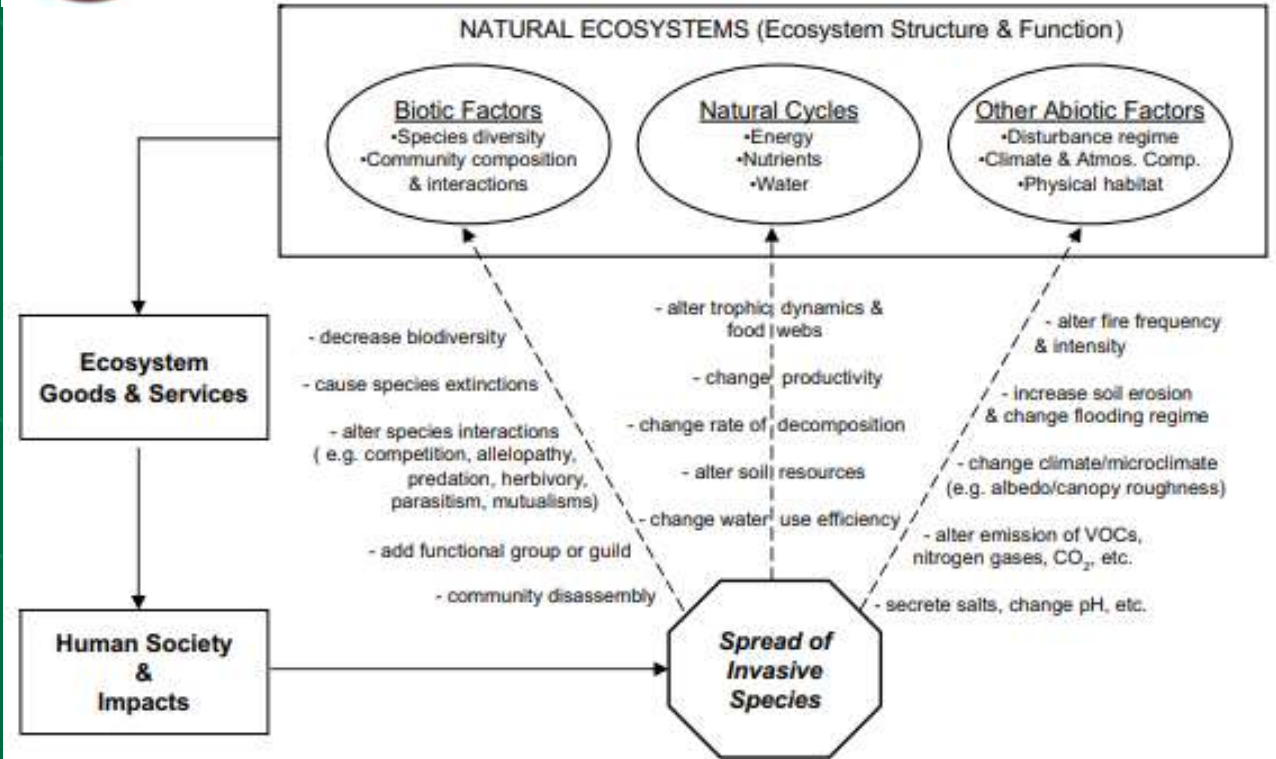 NATURAL ECOSYSTEMS (Ecosystem Structure & Function)
Biotic Factors
•Species diversity
•Community composition
& interactions
Natural Cycles
•Energy
•Nutrients
•Water
Other Abiotic Factors
•Disturbance regime
•Climate & Atmos. Comp.
•Physical habitat
Ecosystem
Goods & Services
Human Society
&
Impacts
- decrease biodiversity
- cause species extinctions
- alter species interactions
( e.g. competition, allelopathy,
predation, herbivory,
parasitism, mutualisms)
- add functional group or guild
- community disassembly
- alter trophic dynamics &
food webs
- change productivity
- change rate of decomposition
- alter soil resources
- change water use efficiency
- alter fire frequency
& intensity
- increase soil erosion
& change flooding regime
- change climate/microclimate
(e.g. albedo/canopy roughness)
- alter emission of VOCs,
nitrogen gases, CO₂, etc.
- secrete salts, change pH, etc.
Spread of
Invasive
Species